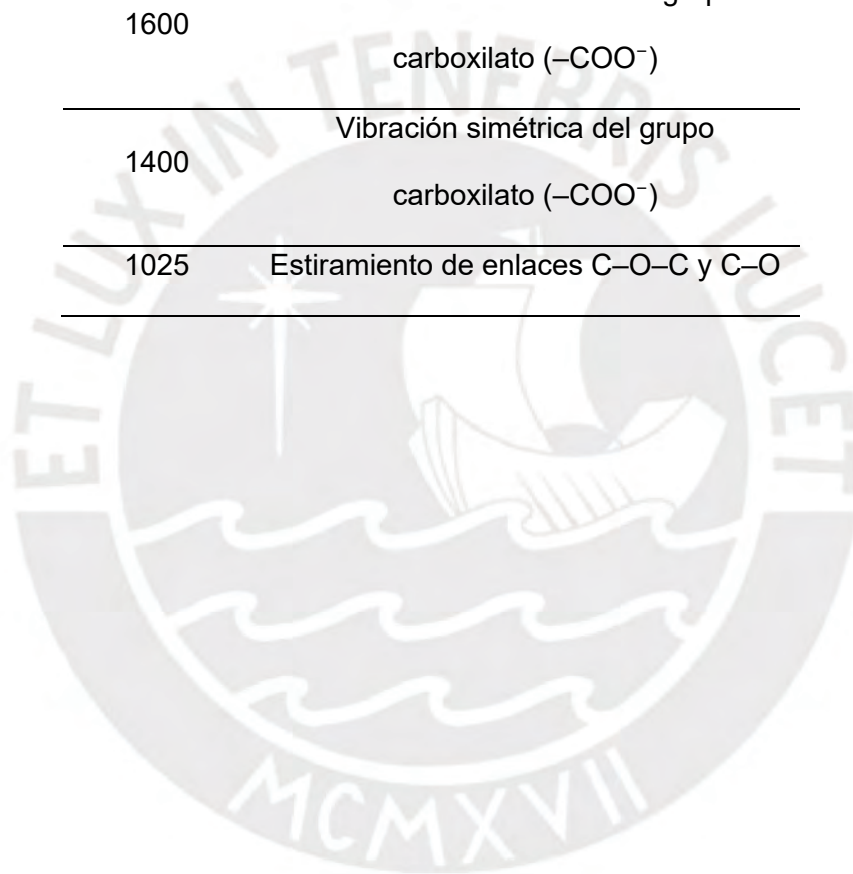 1600
carboxilato (–COO⁻)
Vibración simétrica del grupo
1400
carboxilato (–COO⁻)
1025 Estiramiento de enlaces C–O–C y C–O
ET LUX IN TENEBRIS LUCET
MCMXVII